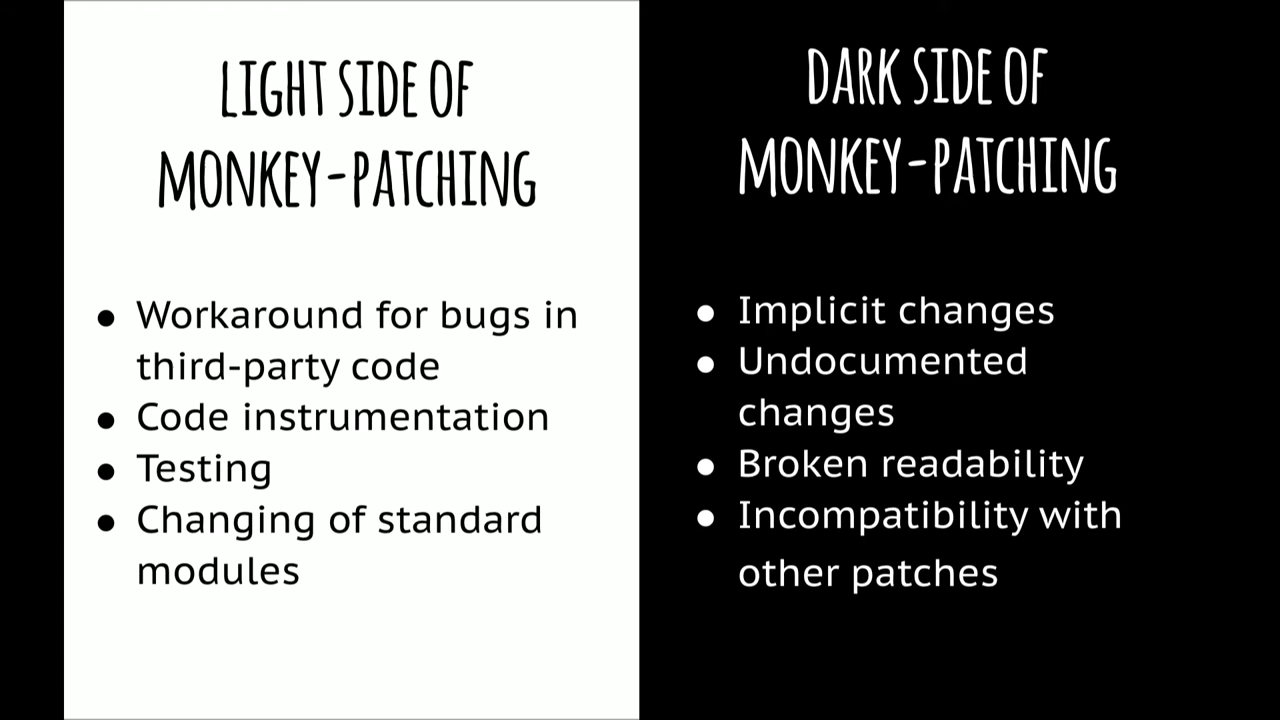 LIGHT SIDE OF
MONKEY-PATCHING
● Workaround for bugs in
third-party code
● Code instrumentation
● Testing
● Changing of standard
modules
DARK SIDE OF
MONKEY-PATCHING
● Implicit changes
● Undocumented
changes
● Broken readability
● Incompatibility with
other patches